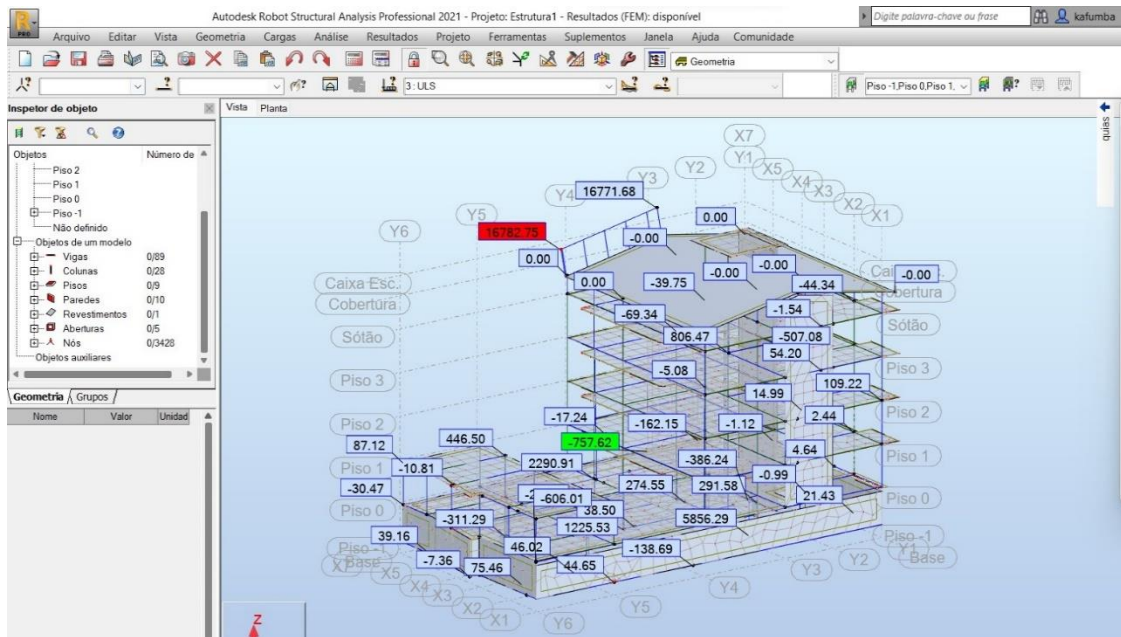 Autodesk Robot Structural Analysis Professional 2021 - Projeto: Estrutura1 - Resultados (FEM): disponível
Digite palavra-chave ou frase
kafumba
PRO
Arquivo Editar Vista Geometria Cargas Análise Resultados Projeto Ferramentas Suplementos Janela Ajuda Comunidade
Geometria
3: ULS
Piso -1,Piso 0,Piso 1,
Inspetor de objeto
Vista Planta
Objetos Número de
Piso 2
Piso 1
Piso 0
Piso -1
Não definido
Objetos de um modelo
Vigas 0/89
Colunas 0/28
Pisos 0/9
Paredes 0/10
Revestimentos 0/1
Aberturas 0/5
Nós 0/3428
Objetos auxiliares
Geometria Grupos
Nome Valor Unidad
quias
X7
Y1
Y2
X5
Y3
X4
X3
Y4
X2
X1
Y5
Y6
16771.68
16782.75
0.00
-0.00
0.00
-0.00
-0.00
-0.00
Caixa Esc.
0.00
-39.75
-44.34
Cobertura
Cobertura
-69.34
-1.54
Sótão
806.47
-507.08
Sótão
54.20
Piso 3
-5.08
109.22
14.99
Piso 2
-17.24
-162.15
-1.12
2.44
Piso 2
87.12
446.50
-757.62
Piso 1
-10.81
2290.91
-386.24
4.64
Piso 1
-30.47
-606.01
274.55
291.58
-0.99
21.43
Piso 0
Piso 0
-311.29
38.50
1225.53
5856.29
39.16
46.02
-138.69
Piso -1
Piso -1
Base
-7.36
75.46
44.65
Y1
Base
X7
X5
X4
X3
X2
X1
Y6
Y5
Y4
Y3
Y2
Z